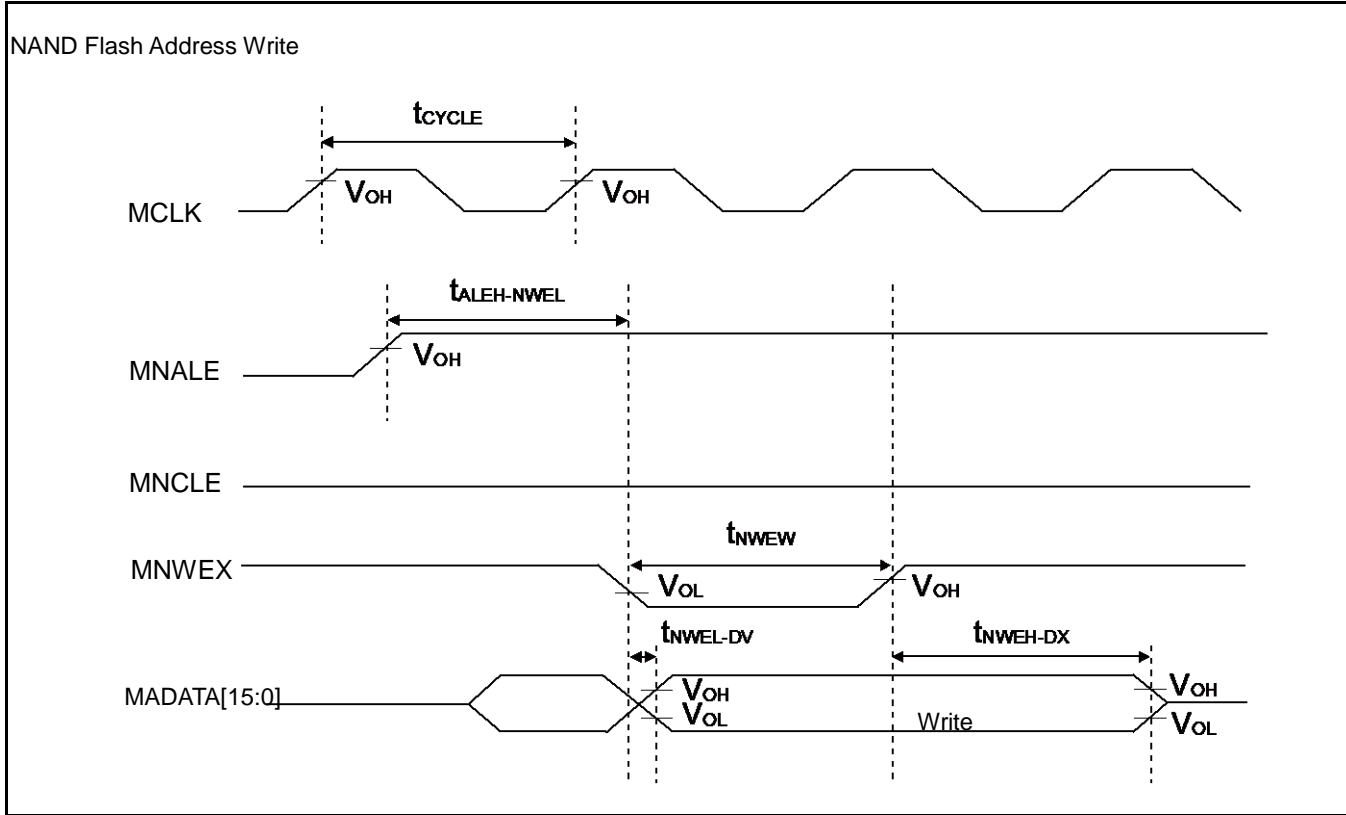 NAND Flash Address Write
tCYCLE
MCLK
VOH
VOH
tALEH-NWEL
MNALE
VOH
MNCLE
tNWEW
MNWEX
VOL
VOH
tNWEL-DV
tNWEH-DX
MADATA[15:0]
VOH
VOH
VOL
Write
VOL